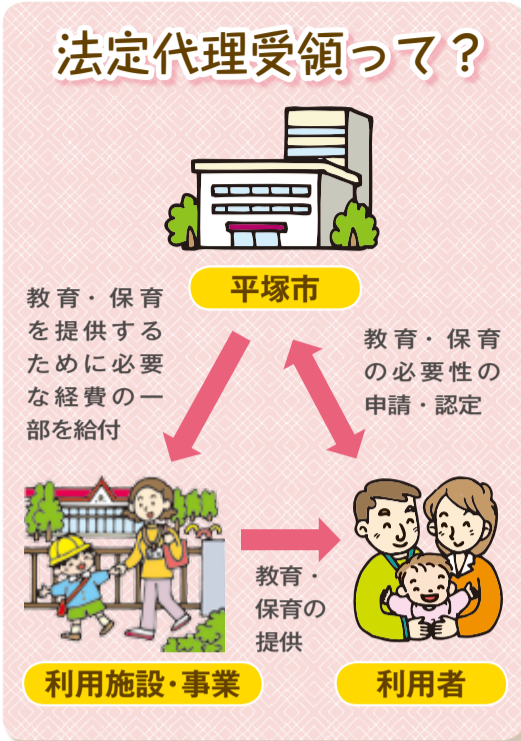 法定代理受領って？
平塚市
教育・保育
を提供する
ために必要
な経費の一
部を給付
教育・保育
の必要性の
申請・認定
教育・
保育の
提供
利用施設・事業
利用者